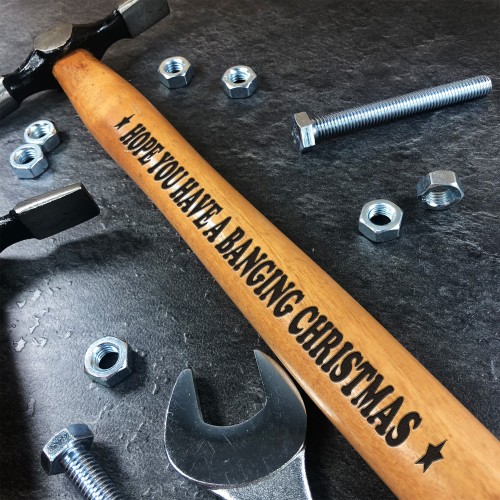 ★ HOPE YOU HAVE A BANGING CHRISTMAS ★